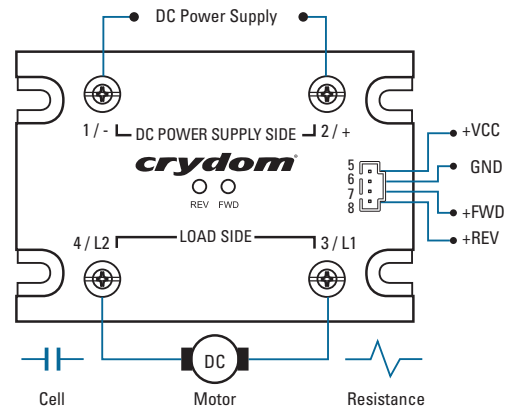 DC Power Supply
1 / -
DC POWER SUPPLY SIDE
2 / +
crydom
REV
FWD
5
6
7
8
+VCC
GND
+FWD
+REV
4 / L2
LOAD SIDE
3 / L1
DC
Cell
Motor
Resistance